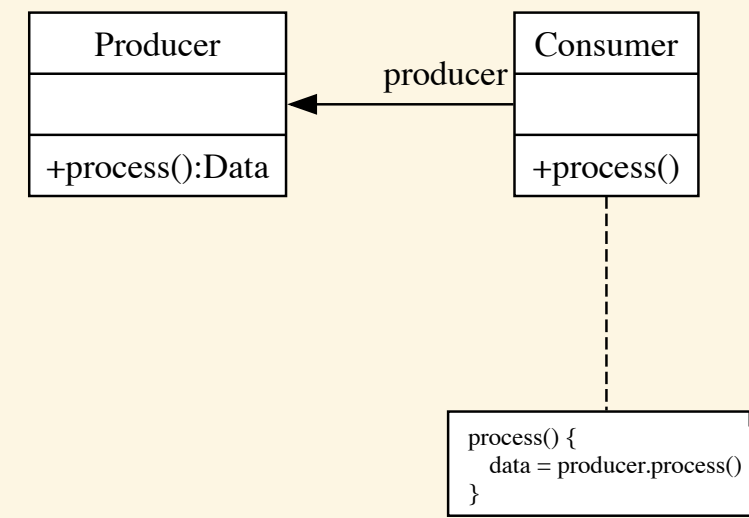 Producer
+process():Data
producer
Consumer
+process()
process() {
data = producer.process()
}